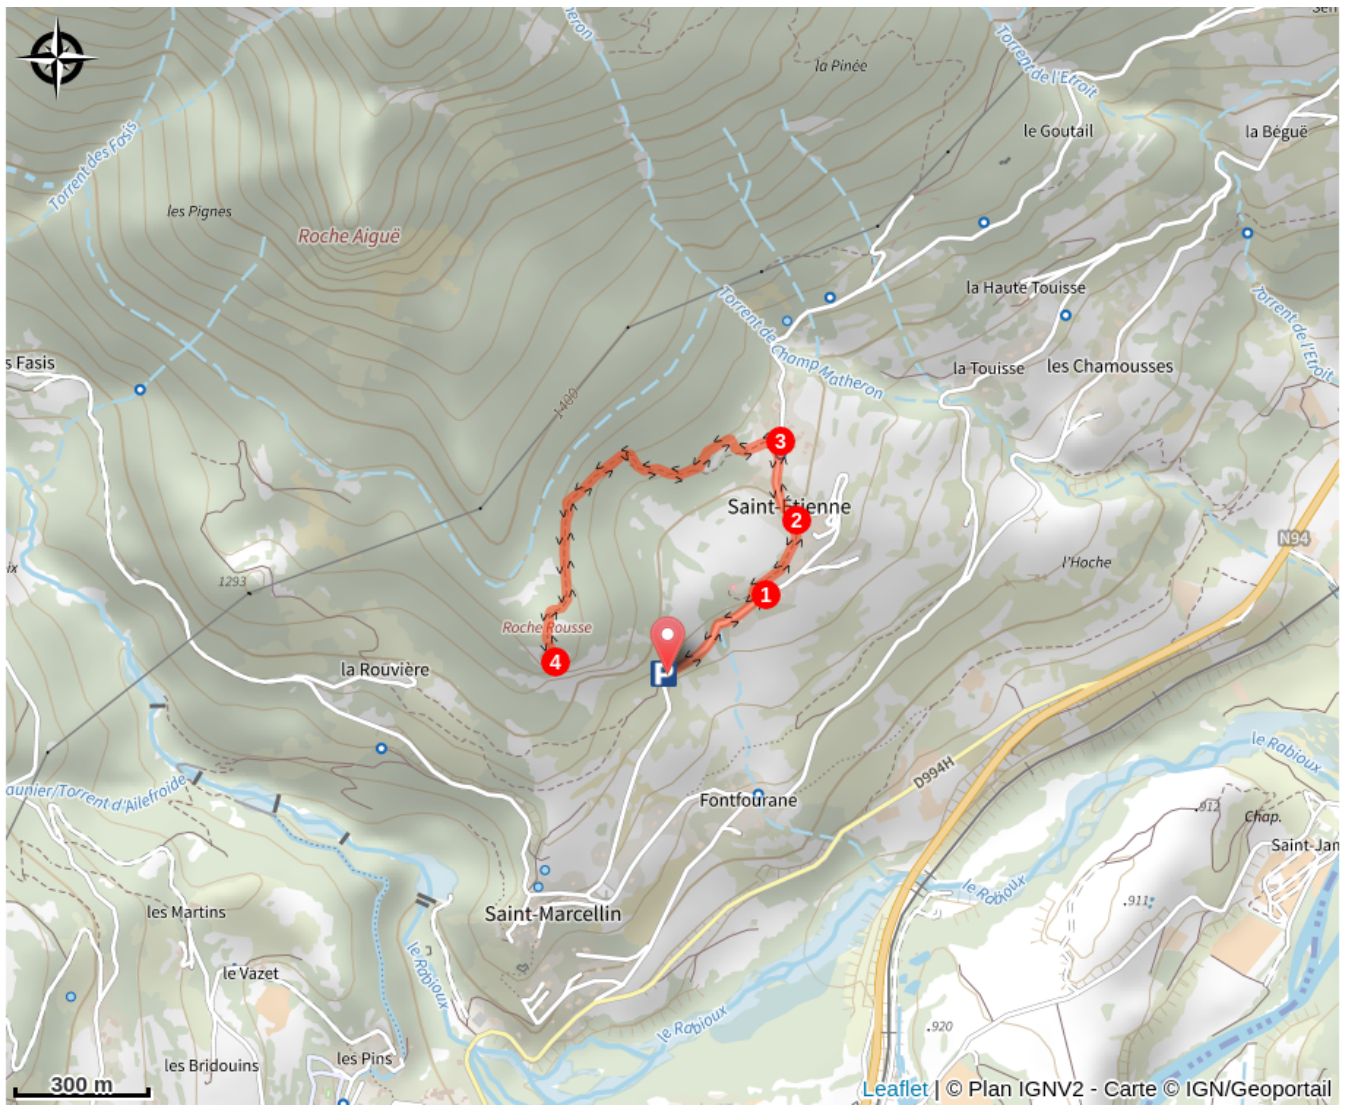 la Pinée
Torrent de l'Étroit
le Goutail
la Béguë
Torrent des Fasis
les Pignes
Roche Aiguë
la Haute Touisse
Torrent de Champ Matheron
Torrent de l'Étroit
s Fasis
la Touisse
les Chamousses
1400
3
Saint-Étienne
2
N94
l'Hoche
ix
1293
1
Roche Rousse
4
P
la Rouvière
le Rabioux
D994H
aunier/Torrent d'Ailefroide
Fontfourane
912
Chap.
Saint-Jan
le Rabioux
911
les Martins
Saint-Marcellin
le Vazet
le Rabioux
le Rabioux
920
les Bridouins
les Pins
300 m
Leaflet | © Plan IGNV2 - Carte © IGN/Geoportail